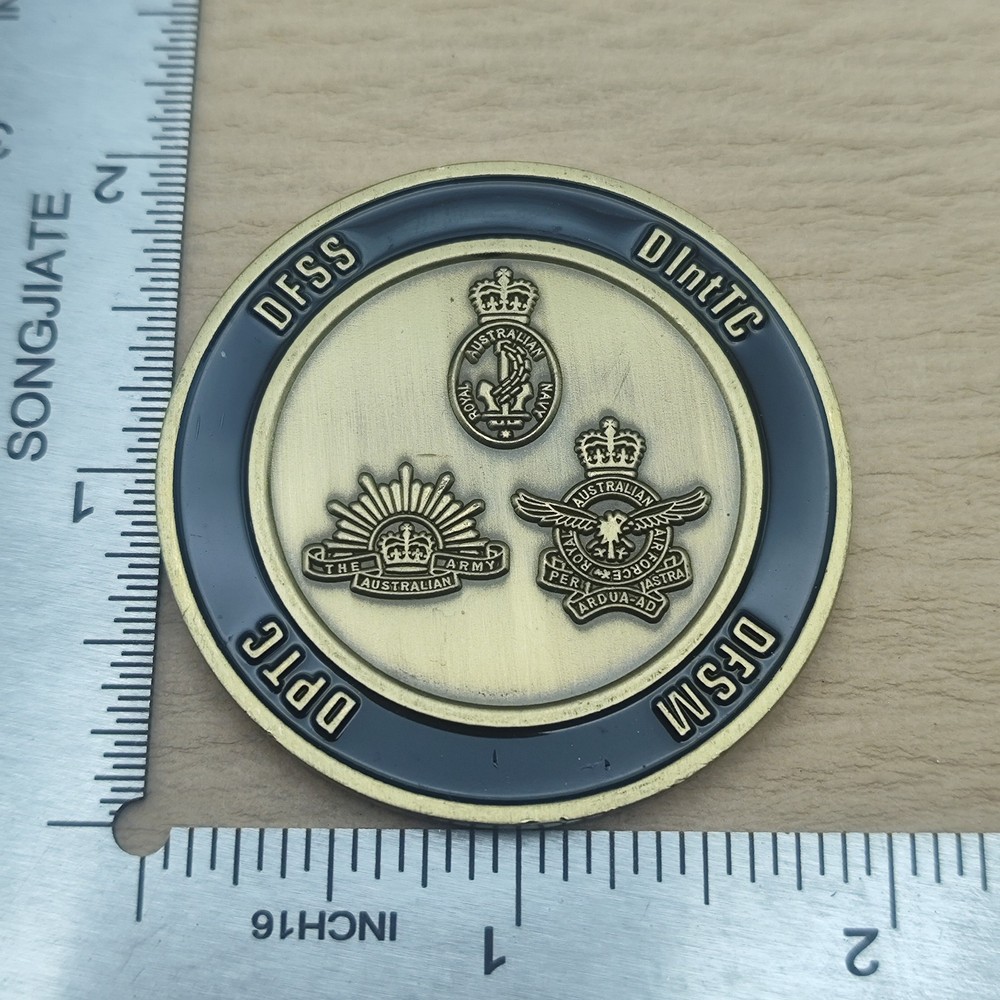 SONGJIATE
2
1
DFSS
DIntTC
DPTC
DFSM
AUSTRALIAN
ROYAL NAVY
THE ARMY
AUSTRALIAN
AUSTRALIAN
ROYAL AIR FORCE
PER ASTRA
ARDUA-AD
INCH16
1
2